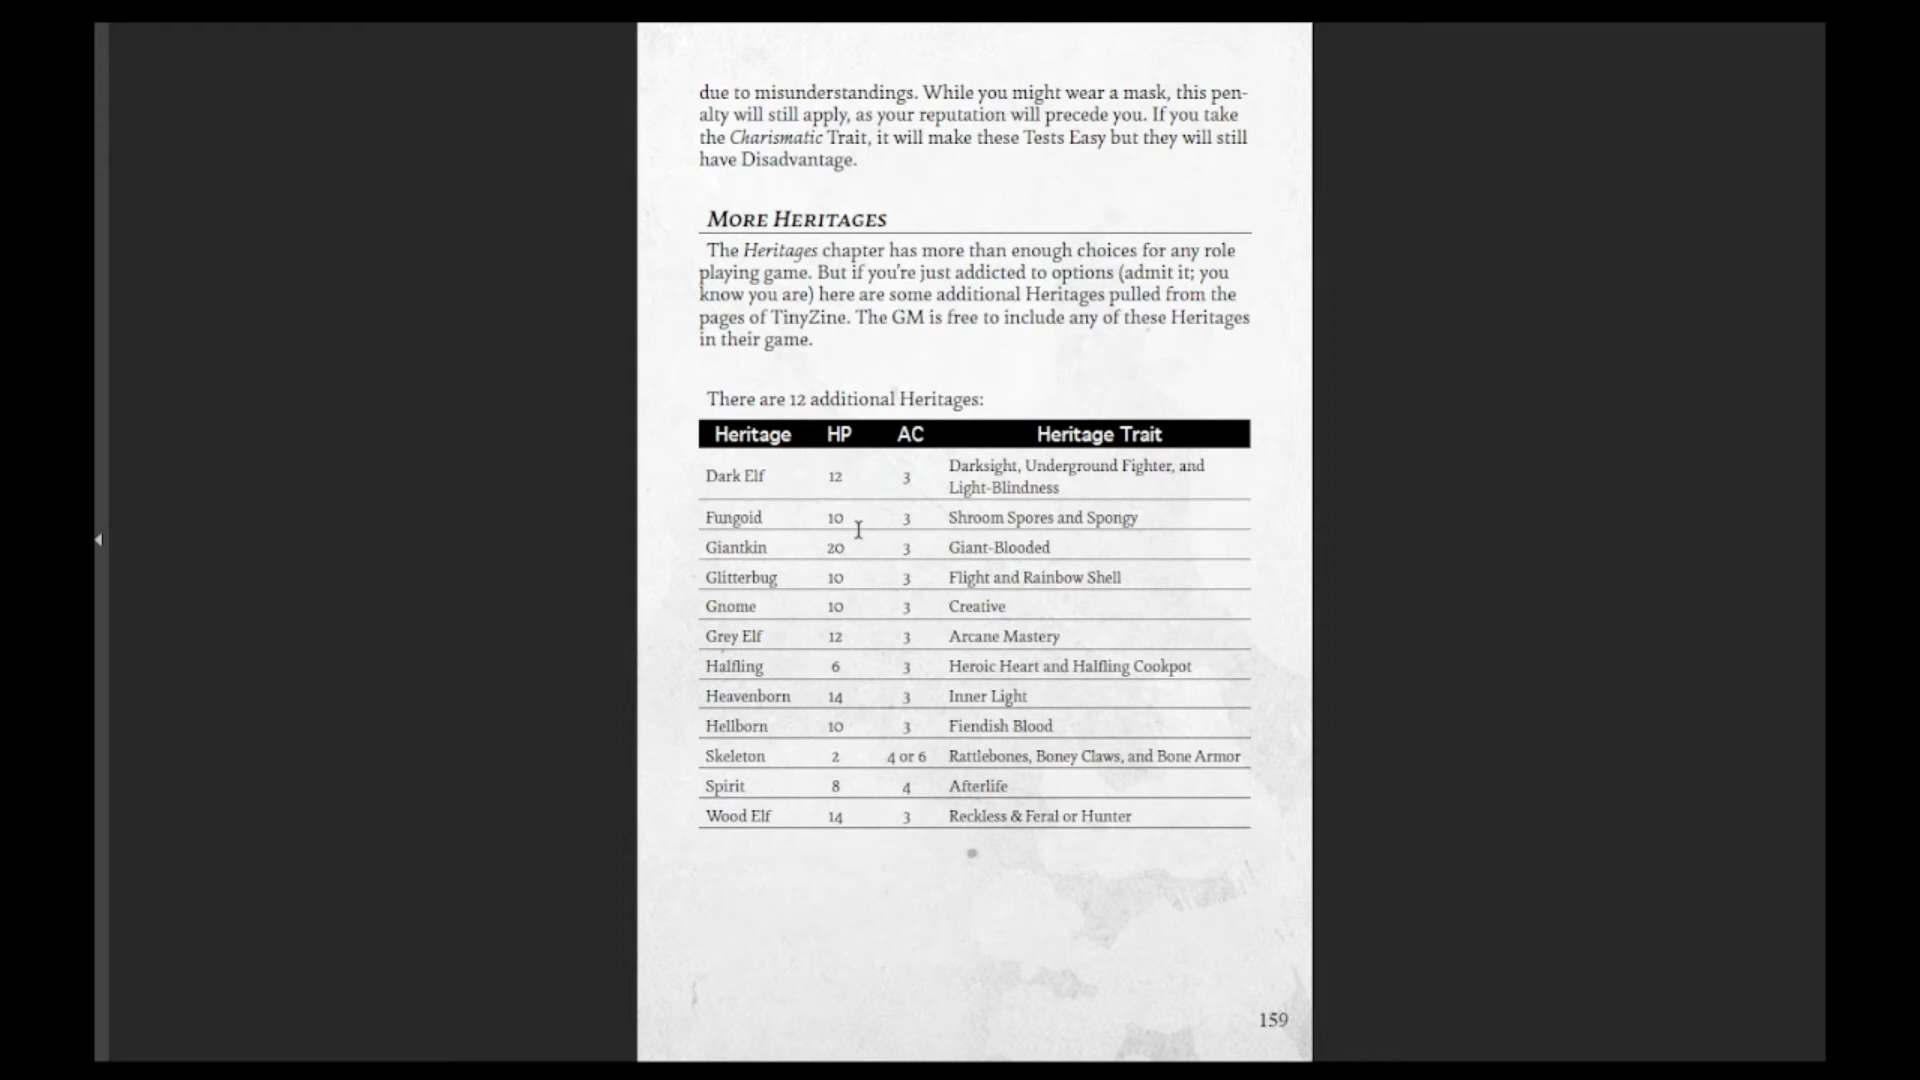 due to misunderstandings. While you might wear a mask, this pen-
alty will still apply, as your reputation will precede you. If you take
the Charismatic Trait, it will make these Tests Easy but they will still
have Disadvantage.
MORE HERITAGES
The Heritages chapter has more than enough choices for any role
playing game. But if you're just addicted to options (admit it; you
know you are) here are some additional Heritages pulled from the
pages of TinyZine. The GM is free to include any of these Heritages
in their game.
There are 12 additional Heritages:
Heritage HP AC Heritage Trait
Dark Elf 12 3 Darksight, Underground Fighter, and
Light-Blindness
Fungoid 10 3 Shroom Spores and Spongy
Giantkin 20 3 Giant-Blooded
Glitterbug 10 3 Flight and Rainbow Shell
Gnome 10 3 Creative
Grey Elf 12 3 Arcane Mastery
Halfling 6 3 Heroic Heart and Halfling Cookpot
Heavenborn 14 3 Inner Light
Hellborn 10 3 Fiendish Blood
Skeleton 2 4 or 6 Rattlebones, Boney Claws, and Bone Armor
Spirit 8 4 Afterlife
Wood Elf 14 3 Reckless & Feral or Hunter
159